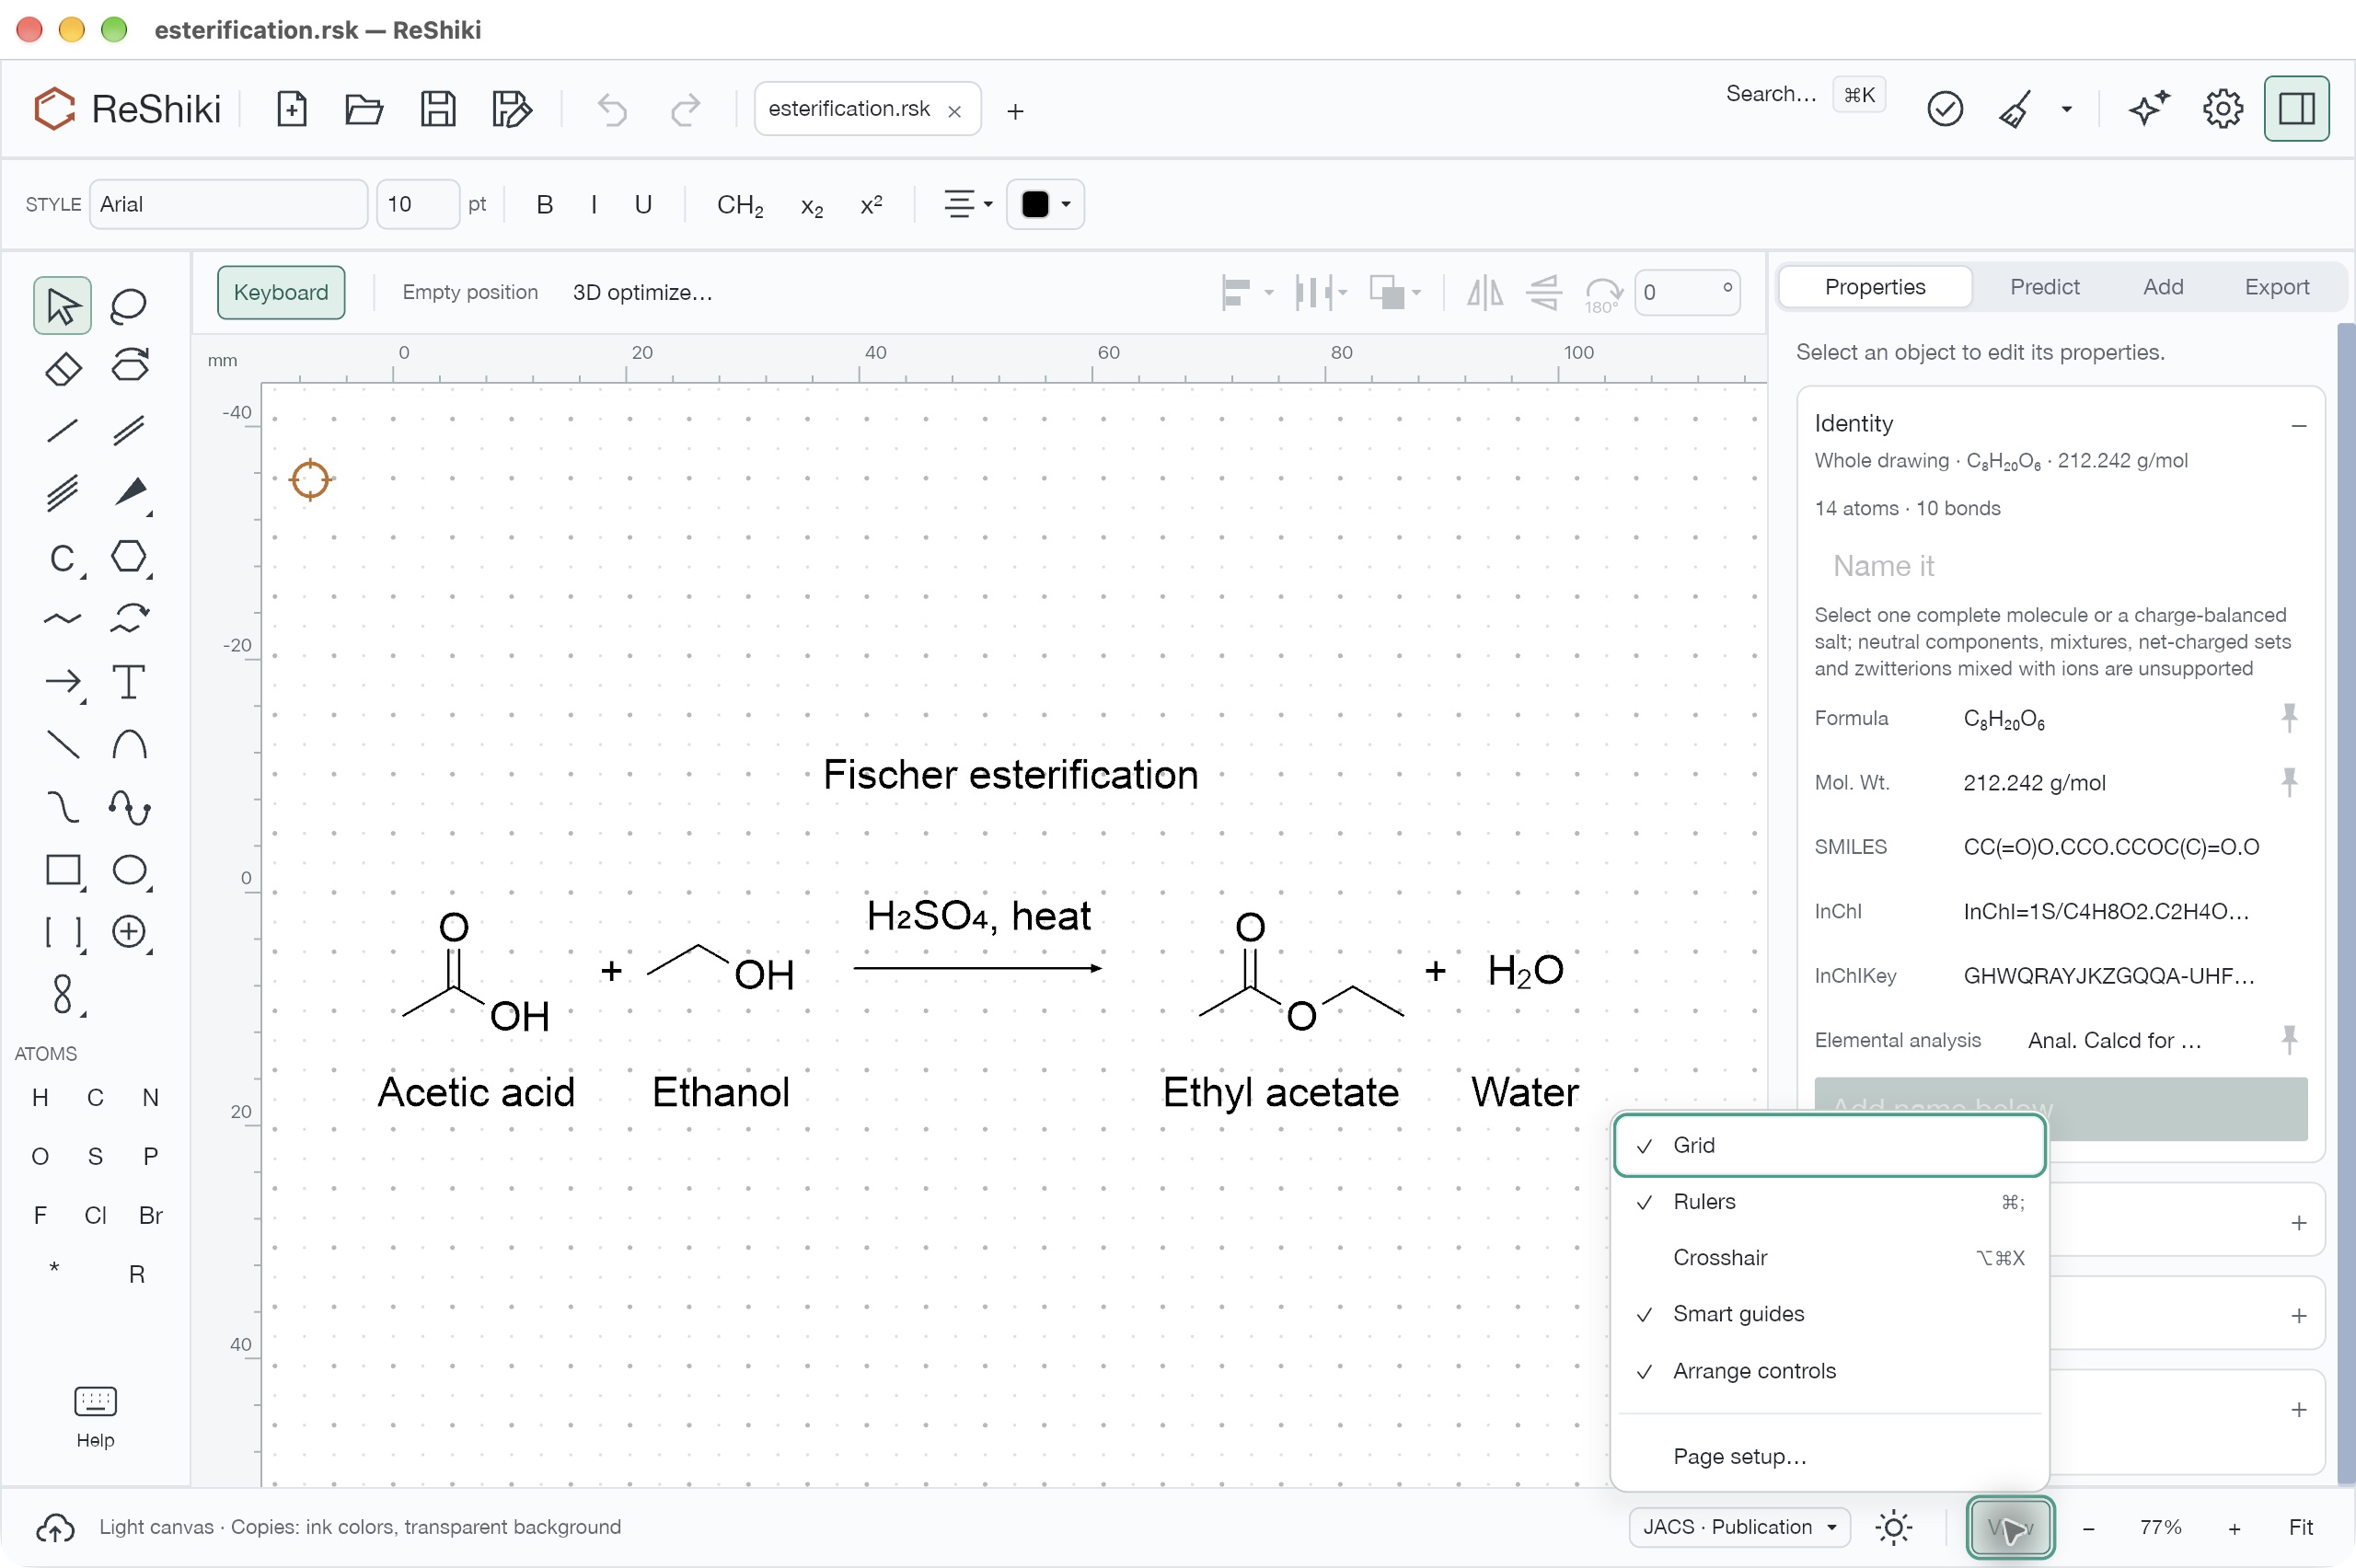 esterification.rsk — ReShiki
ReShiki
esterification.rsk
Search... ⌘K
STYLE Arial 10 pt B I U CH₂ x₂ x²
Keyboard Empty position 3D optimize... 180° 0 °
Properties Predict Add Export
mm 0 20 40 60 80 100
-40
-20
0
20
40
C
T
ATOMS
H C N
O S P
F Cl Br
* R
Help
Fischer esterification
H₂SO₄, heat
O
OH
+
OH
O
O
+
H₂O
Acetic acid Ethanol Ethyl acetate Water
Select an object to edit its properties.
Identity
Whole drawing · C₈H₂₀O₆ · 212.242 g/mol
14 atoms · 10 bonds
Name it
Select one complete molecule or a charge-balanced
salt; neutral components, mixtures, net-charged sets
and zwitterions mixed with ions are unsupported
Formula C₈H₂₀O₆
Mol. Wt. 212.242 g/mol
SMILES CC(=O)O.CCO.CCOC(C)=O.O
InChI InChI=1S/C4H8O2.C2H4O...
InChIKey GHWQRAYJKZGQQA-UHF...
Elemental analysis Anal. Calcd for ...
Add name below
Grid
Rulers ⌘;
Crosshair ⌥⌘X
Smart guides
Arrange controls
Page setup...
Light canvas · Copies: ink colors, transparent background
JACS · Publication
View
− 77% + Fit